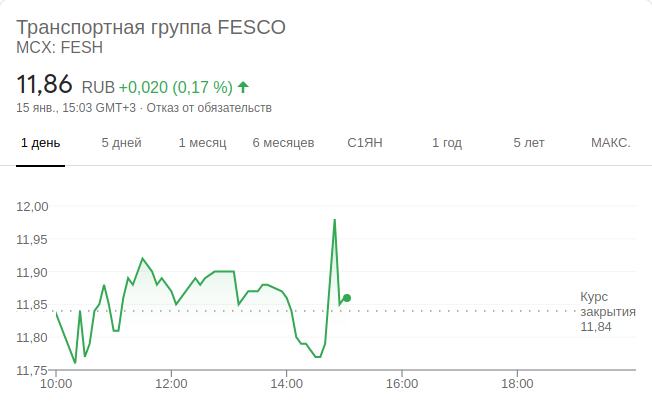 Транспортная группа FESCO
MCX: FESH
11,86 RUB +0,020 (0,17 %)
15 янв., 15:03 GMT+3 · Отказ от обязательств
1 день 5 дней 1 месяц 6 месяцев С1ЯН 1 год 5 лет МАКС.
12,00
11,95
11,90
11,85
11,80
11,75
Курс
закрытия
11,84
10:00 12:00 14:00 16:00 18:00